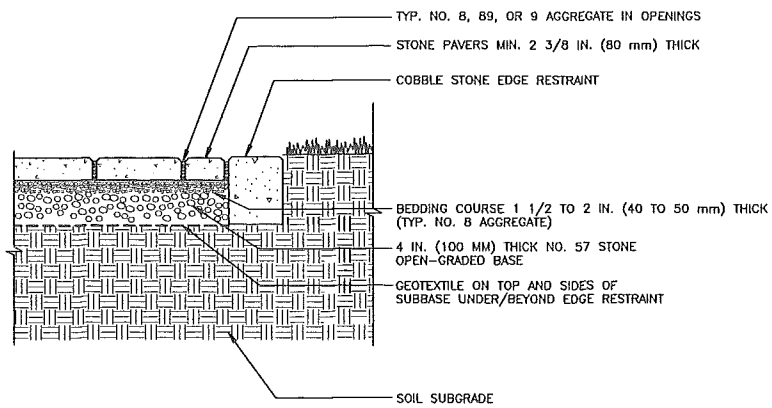 TYP. NO. 8, 89, OR 9 AGGREGATE IN OPENINGS
STONE PAVERS MIN. 2 3/8 IN. (80 mm) THICK
COBBLE STONE EDGE RESTRAINT
BEDDING COURSE 1 1/2 TO 2 IN. (40 TO 50 mm) THICK
(TYP. NO. 8 AGGREGATE)
4 IN. (100 MM) THICK NO. 57 STONE
OPEN-GRADED BASE
GEOTEXTILE ON TOP AND SIDES OF
SUBBASE UNDER/BEYOND EDGE RESTRAINT
SOIL SUBGRADE